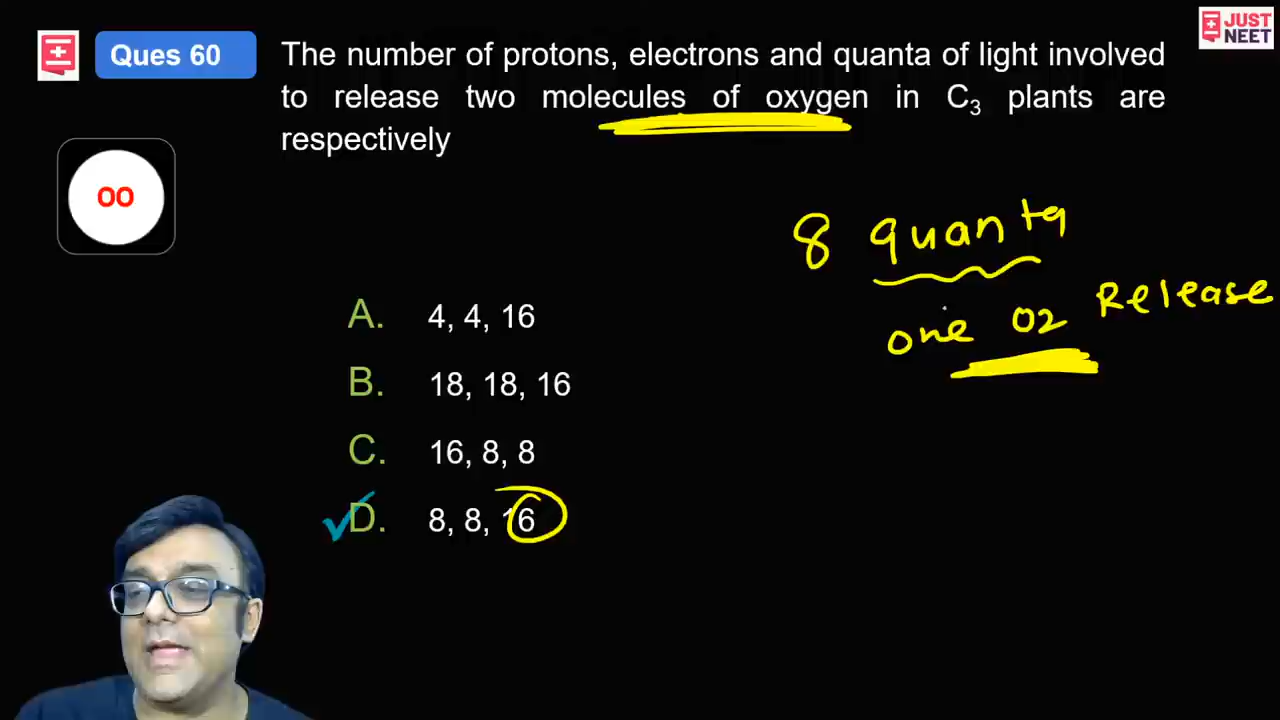 JUST
NEET
Ques 60
The number of protons, electrons and quanta of light involved
to release two molecules of oxygen in C₃ plants are
respectively
00
8 quanta
one O2 Release
A. 4, 4, 16
B. 18, 18, 16
C. 16, 8, 8
D. 8, 8, 16